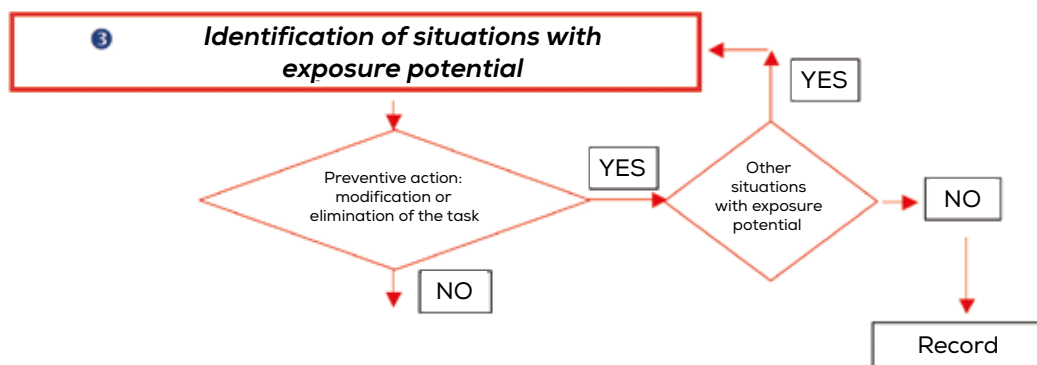 3 Identification of situations with
exposure potential
YES
Preventive action:
modification or
elimination of the task
YES
Other
situations
with exposure
potential
NO
NO
Record